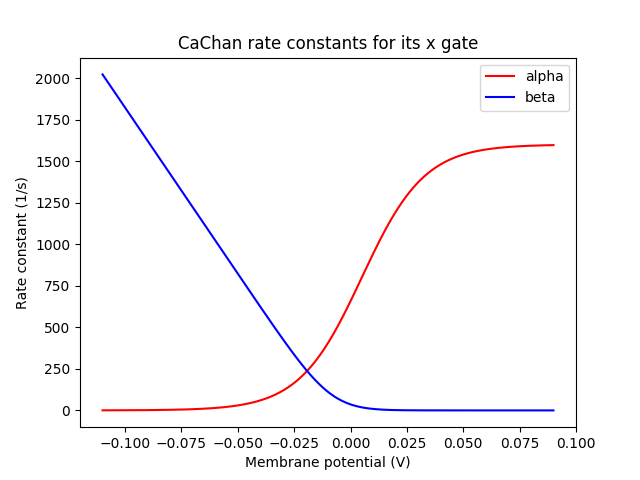 CaChan rate constants for its x gate
alpha
beta
Rate constant (1/s)
2000
1750
1500
1250
1000
750
500
250
0
−0.100 −0.075 −0.050 −0.025 0.000 0.025 0.050 0.075 0.100
Membrane potential (V)